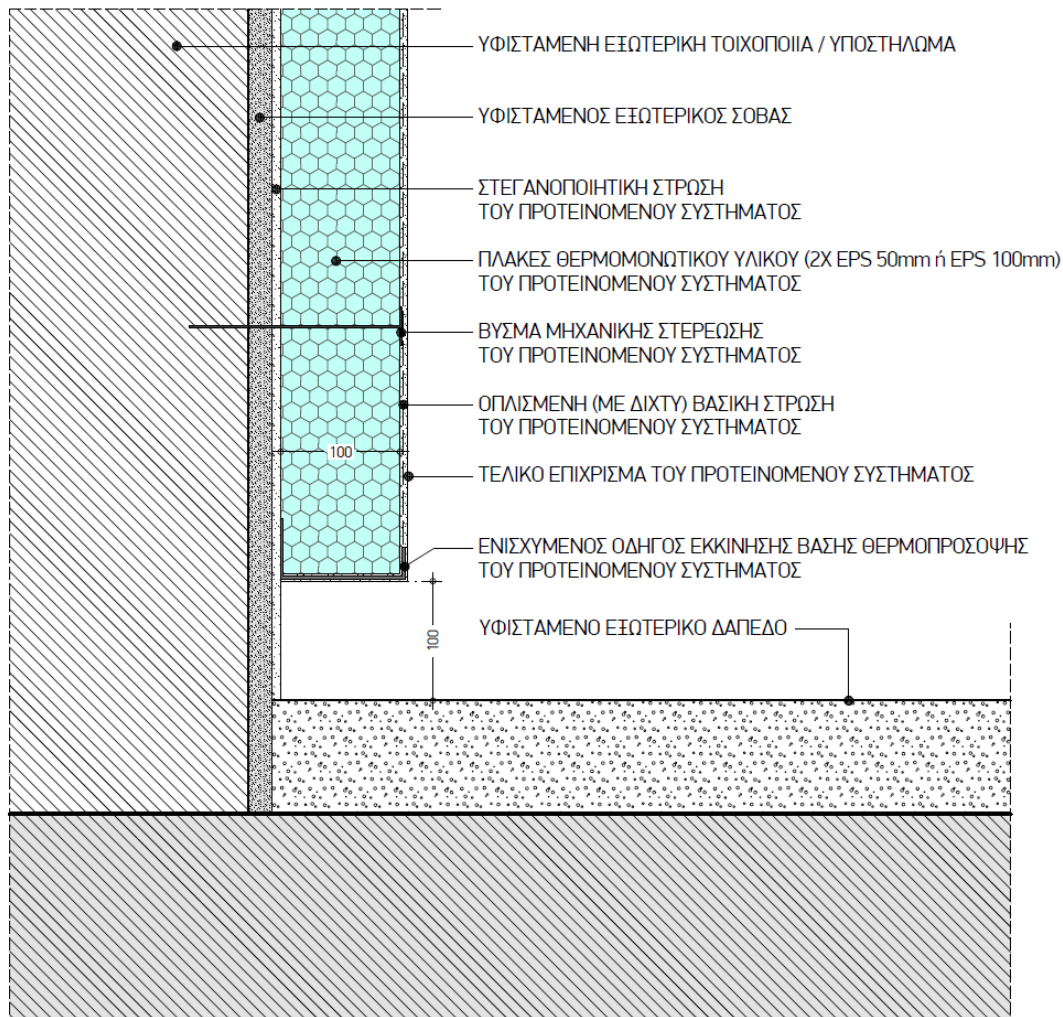 ΥΦΙΣΤΑΜΕΝΗ ΕΞΩΤΕΡΙΚΗ ΤΟΙΧΟΠΟΙΙΑ / ΥΠΟΣΤΗΛΩΜΑ
ΥΦΙΣΤΑΜΕΝΟΣ ΕΞΩΤΕΡΙΚΟΣ ΣΟΒΑΣ
ΣΤΕΓΑΝΟΠΟΙΗΤΙΚΗ ΣΤΡΩΣΗ
ΤΟΥ ΠΡΟΤΕΙΝΟΜΕΝΟΥ ΣΥΣΤΗΜΑΤΟΣ
ΠΛΑΚΕΣ ΘΕΡΜΟΜΟΝΩΤΙΚΟΥ ΥΛΙΚΟΥ (2X EPS 50mm ή EPS 100mm)
ΤΟΥ ΠΡΟΤΕΙΝΟΜΕΝΟΥ ΣΥΣΤΗΜΑΤΟΣ
ΒΥΣΜΑ ΜΗΧΑΝΙΚΗΣ ΣΤΕΡΕΩΣΗΣ
ΤΟΥ ΠΡΟΤΕΙΝΟΜΕΝΟΥ ΣΥΣΤΗΜΑΤΟΣ
ΟΠΛΙΣΜΕΝΗ (ΜΕ ΔΙΧΤΥ) ΒΑΣΙΚΗ ΣΤΡΩΣΗ
ΤΟΥ ΠΡΟΤΕΙΝΟΜΕΝΟΥ ΣΥΣΤΗΜΑΤΟΣ
100
ΤΕΛΙΚΟ ΕΠΙΧΡΙΣΜΑ ΤΟΥ ΠΡΟΤΕΙΝΟΜΕΝΟΥ ΣΥΣΤΗΜΑΤΟΣ
ΕΝΙΣΧΥΜΕΝΟΣ ΟΔΗΓΟΣ ΕΚΚΙΝΗΣΗΣ ΒΑΣΗΣ ΘΕΡΜΟΠΡΟΣΟΨΗΣ
ΤΟΥ ΠΡΟΤΕΙΝΟΜΕΝΟΥ ΣΥΣΤΗΜΑΤΟΣ
ΥΦΙΣΤΑΜΕΝΟ ΕΞΩΤΕΡΙΚΟ ΔΑΠΕΔΟ
100